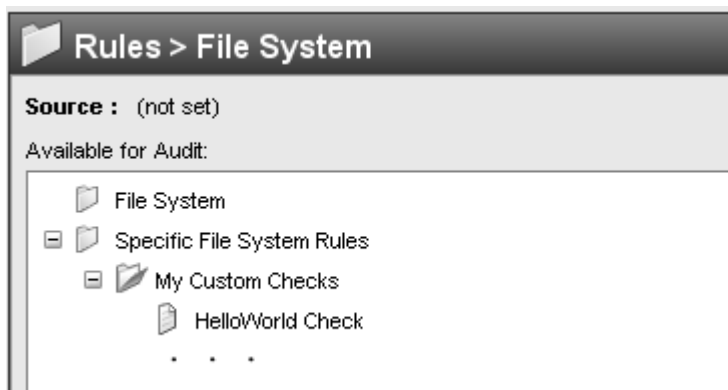 Rules > File System
Source : (not set)
Available for Audit:
File System
Specific File System Rules
My Custom Checks
HelloWorld Check
. . .